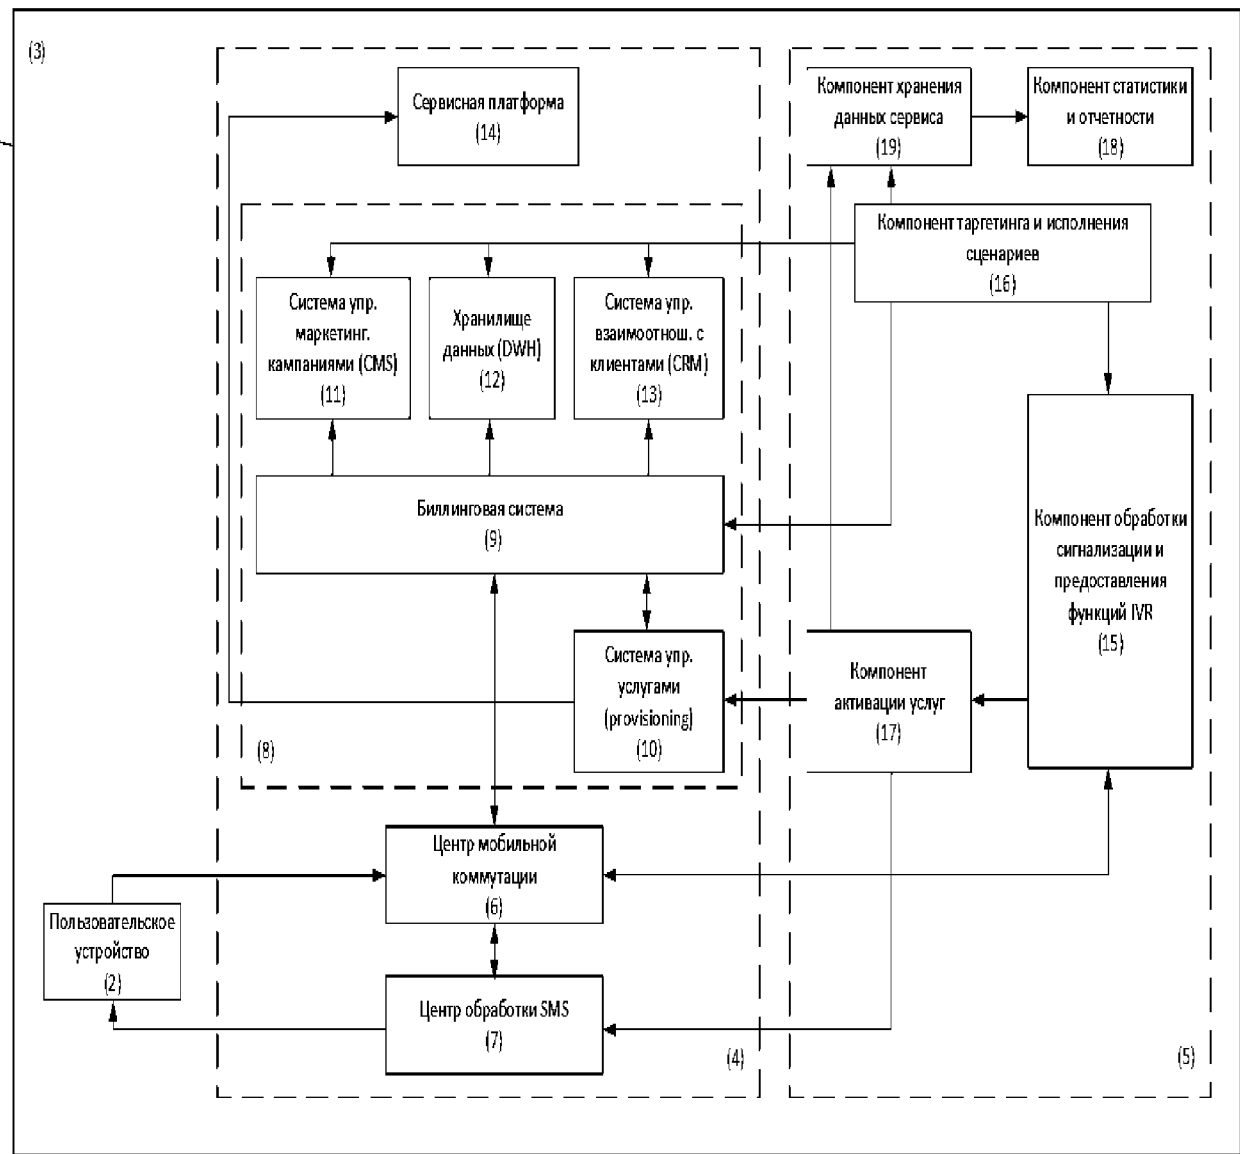 (3)
Сервисная платформа
(14)
Компонент хранения
данных сервиса
(19)
Компонент статистики
и отчетности
(18)
Компонент таргетинга и исполнения
сценариев
(16)
Система упр.
маркетинг.
кампаниями (CMS)
(11)
Хранилище
данных (DWH)
(12)
Система упр.
взаимоотнош. с
клиентами (CRM)
(13)
Биллинговая система
(9)
Компонент обработки
сигнализации и
предоставления
функций IVR
(15)
Система упр.
услугами
(provisioning)
(10)
Компонент
активации услуг
(17)
(8)
Центр мобильной
коммутации
(6)
Пользовательское
устройство
(2)
Центр обработки SMS
(7)
(4)
(5)